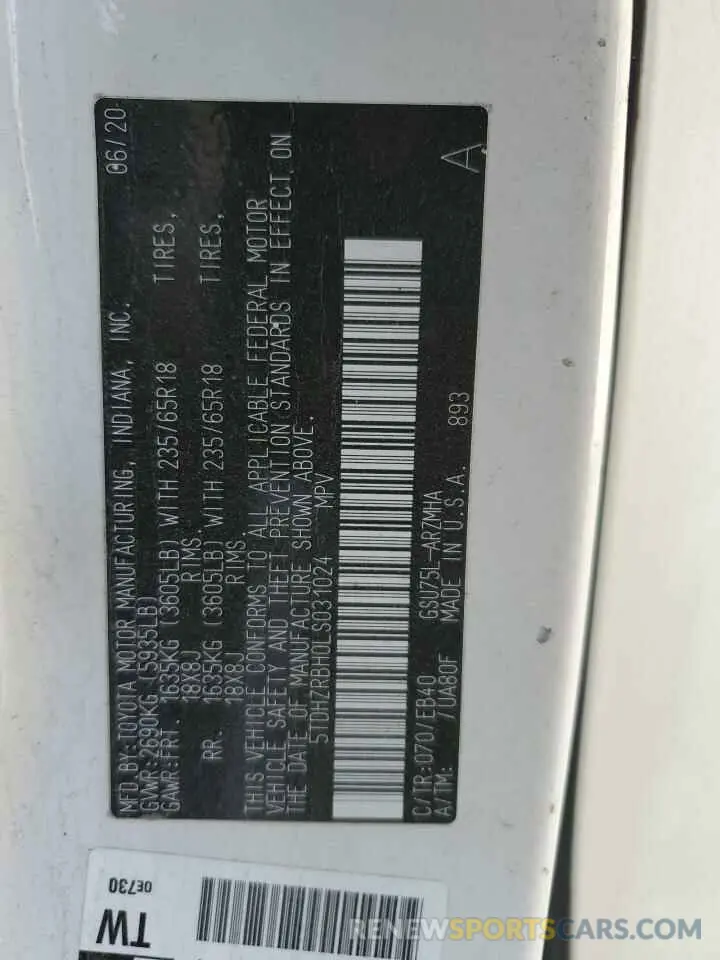 MFD.BY:TOYOTA MOTOR MANUFACTURING, INDIANA, INC. 06/20
GVWR:2690KG (5935LB)
GAWR:FRT. 1635KG (3605LB) WITH 235/65R18 TIRES,
18X8J RIMS.
RR. 1635KG (3605LB) WITH 235/65R18 TIRES,
18X8J RIMS.
THIS VEHICLE CONFORMS TO ALL APPLICABLE FEDERAL MOTOR
VEHICLE SAFETY AND THEFT PREVENTION STANDARDS IN EFFECT ON
THE DATE OF MANUFACTURE SHOWN ABOVE.
5TDHZRBH0LS031024 MPV
C/TR:070/EB40 GSU75L-ARZMHA A
A/TM: /UA80F MADE IN U.S.A. 893
0E730
TW
RENEWSPORTSCARS.COM